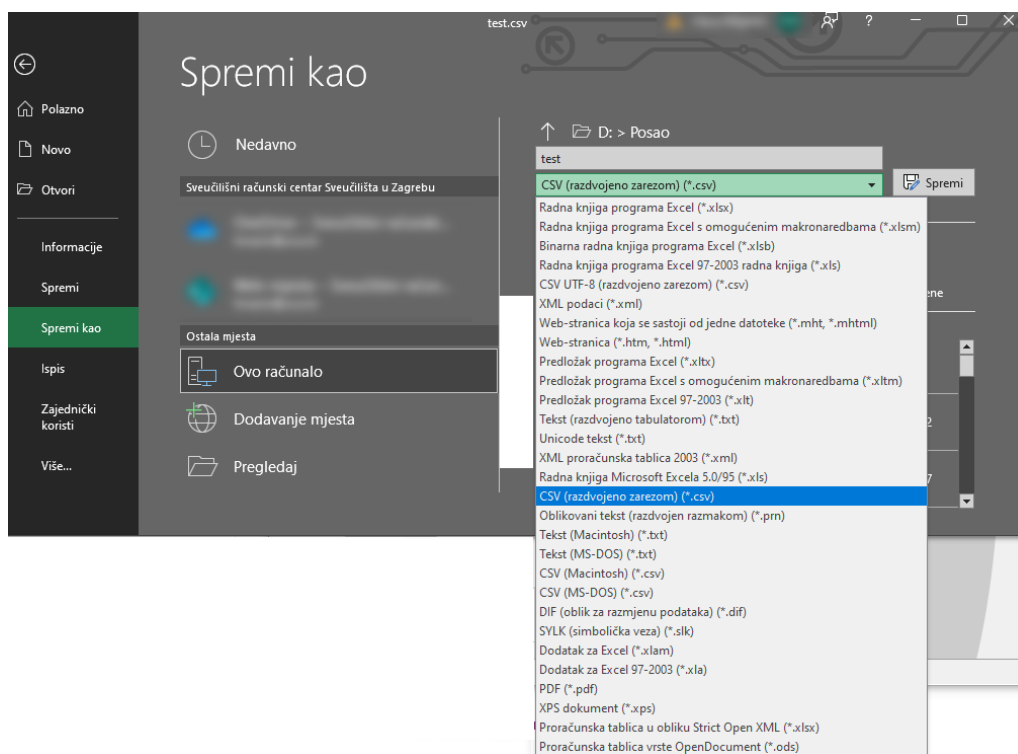 test.csv
?
Spremi kao
Polazno
Novo
Otvori
Informacije
Spremi
Spremi kao
Ispis
Zajednički
koristi
Više...
Nedavno
Sveučilišni računski centar Sveučilišta u Zagrebu
Ostala mjesta
Ovo računalo
Dodavanje mjesta
Pregledaj
D: > Posao
test
CSV (razdvojeno zarezom) (*.csv)
Spremi
Radna knjiga programa Excel (*.xlsx)
Radna knjiga programa Excel s omogućenim makronaredbama (*.xlsm)
Binarna radna knjiga programa Excel (*.xlsb)
Radna knjiga programa Excel 97-2003 radna knjiga (*.xls)
CSV UTF-8 (razdvojeno zarezom) (*.csv)
XML podaci (*.xml)
Web-stranica koja se sastoji od jedne datoteke (*.mht, *.mhtml)
Web-stranica (*.htm, *.html)
Predložak programa Excel (*.xltx)
Predložak programa Excel s omogućenim makronaredbama (*.xltm)
Predložak programa Excel 97-2003 (*.xlt)
Tekst (razdvojeno tabulatorom) (*.txt)
Unicode tekst (*.txt)
XML proračunska tablica 2003 (*.xml)
Radna knjiga Microsoft Excela 5.0/95 (*.xls)
CSV (razdvojeno zarezom) (*.csv)
Oblikovani tekst (razdvojen razmakom) (*.prn)
Tekst (Macintosh) (*.txt)
Tekst (MS-DOS) (*.txt)
CSV (Macintosh) (*.csv)
CSV (MS-DOS) (*.csv)
DIF (oblik za razmjenu podataka) (*.dif)
SYLK (simbolička veza) (*.slk)
Dodatak za Excel (*.xlam)
Dodatak za Excel 97-2003 (*.xla)
PDF (*.pdf)
XPS dokument (*.xps)
Proračunska tablica u obliku Strict Open XML (*.xlsx)
Proračunska tablica vrste OpenDocument (*.ods)
ene
2
7